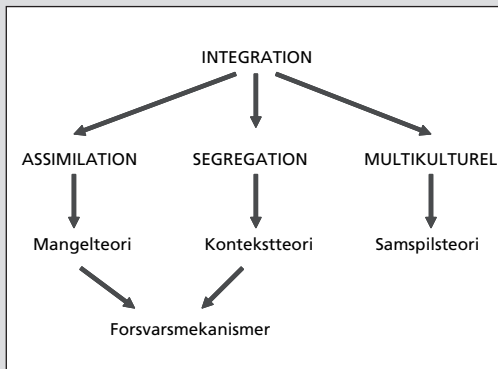 INTEGRATION
ASSIMILATION SEGREGATION MULTIKULTUREL
Mangelteori Kontekstteori Samspilsteori
Forsvarsmekanismer